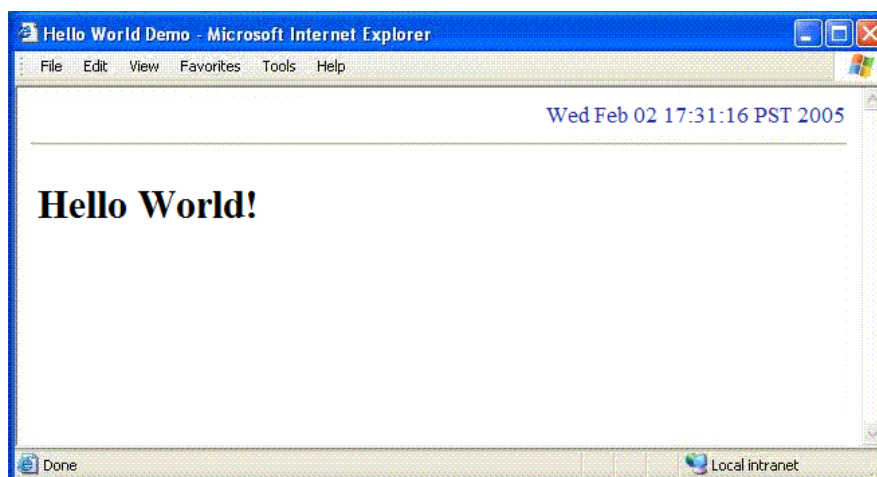 Hello World Demo - Microsoft Internet Explorer
File Edit View Favorites Tools Help
Wed Feb 02 17:31:16 PST 2005
Hello World!
Done Local intranet